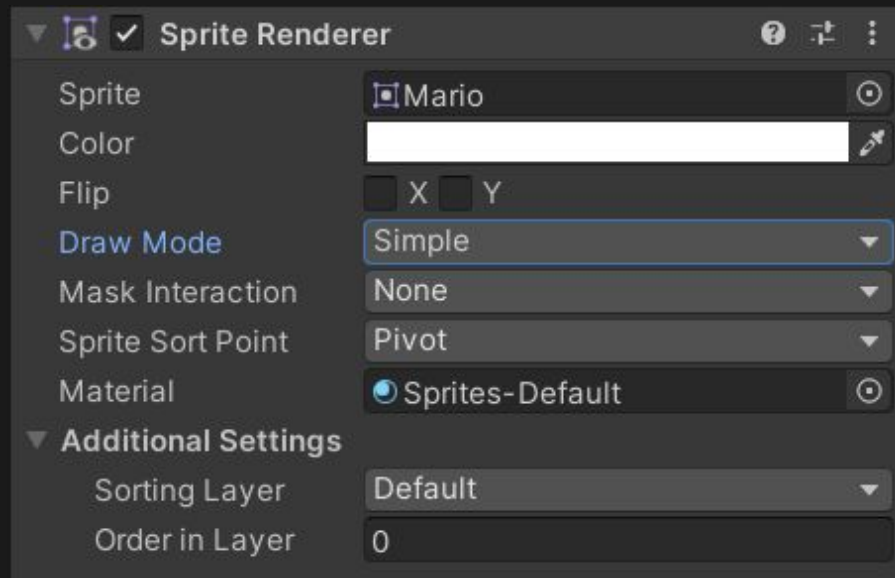 Sprite Renderer
Sprite Mario
Color
Flip X Y
Draw Mode Simple
Mask Interaction None
Sprite Sort Point Pivot
Material Sprites-Default
Additional Settings
Sorting Layer Default
Order in Layer 0